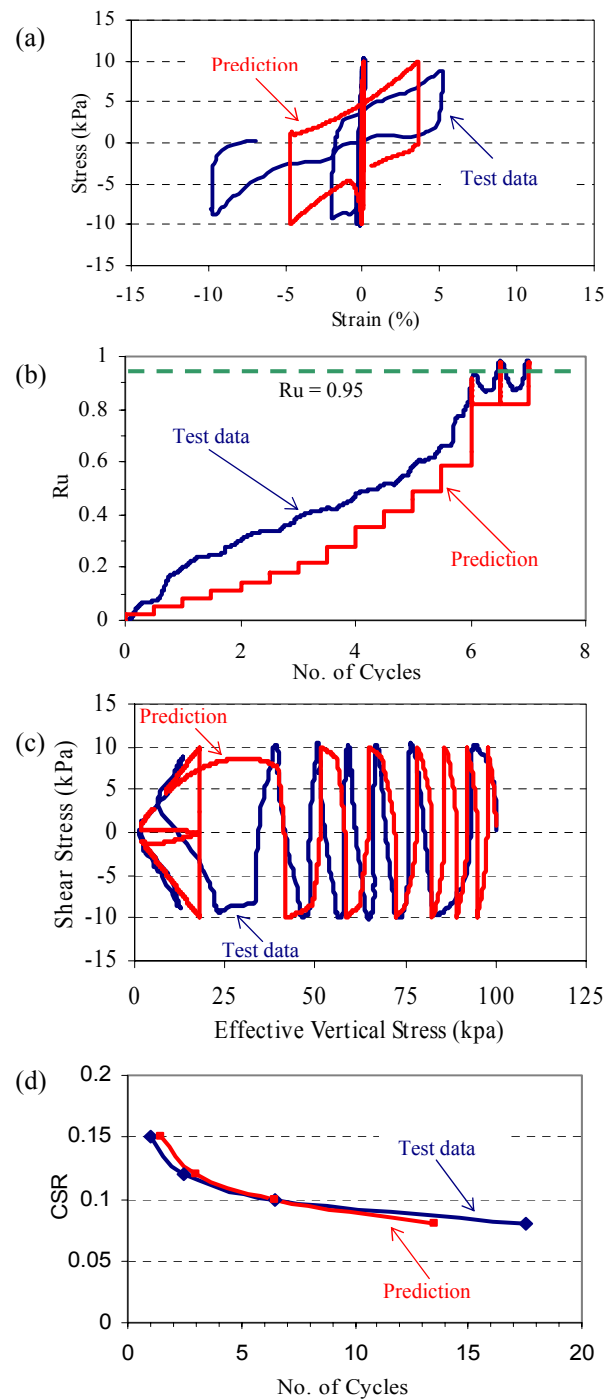 (a)
15
10
5
0
-5
-10
-15
Stress (kPa)
Prediction
Test data
-15
-10
-5
0
5
10
15
Strain (%)
(b)
1
0.8
0.6
0.4
0.2
0
Ru
Ru = 0.95
Test data
Prediction
0
2
4
6
8
No. of Cycles
(c)
15
10
5
0
-5
-10
-15
Shear Stress (kPa)
Prediction
Test data
0
25
50
75
100
125
Effective Vertical Stress (kpa)
(d)
0.2
0.15
0.1
0.05
0
CSR
Test data
Prediction
0
5
10
15
20
No. of Cycles